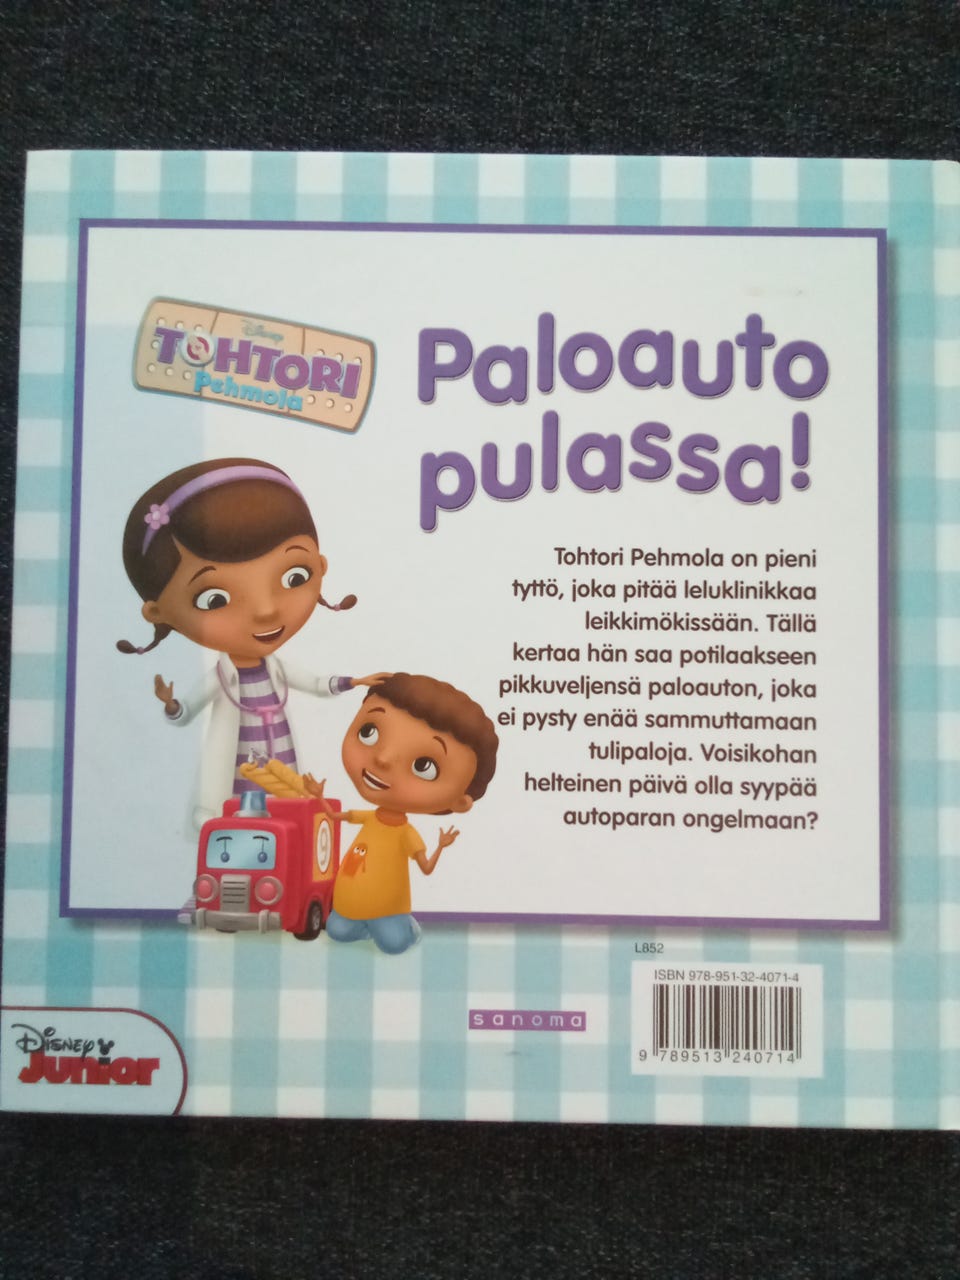 Disney
TOHTORI
Pehmola
Paloauto
pulassa!
Tohtori Pehmola on pieni
tyttö, joka pitää leluklinikkaa
leikkimökissään. Tällä
kertaa hän saa potilaakseen
pikkuveljensä paloauton, joka
ei pysty enää sammuttamaan
tulipaloja. Voisikohan
helteinen päivä olla syypää
autoparan ongelmaan?
9
L852
ISBN 978-951-32-4071-4
9 789513 240714
sanoma
Disney
Junior